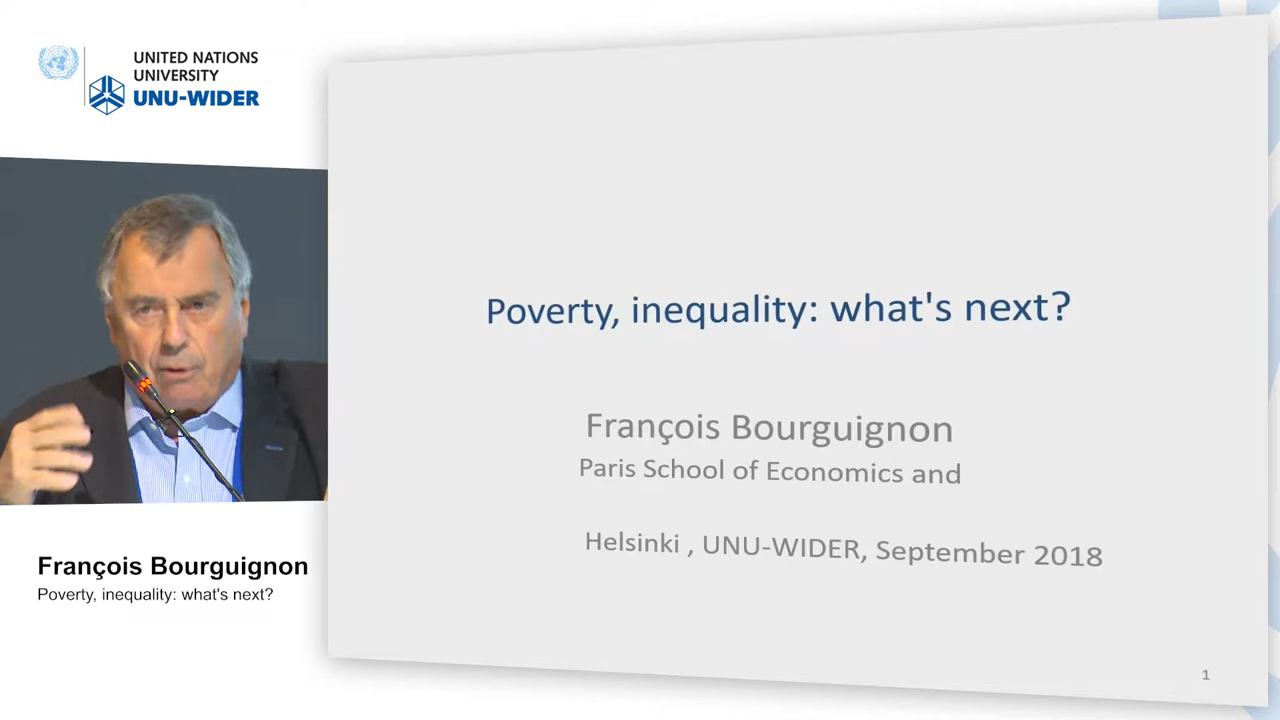 UNITED NATIONS
UNIVERSITY
UNU-WIDER
Poverty, inequality: what's next?
François Bourguignon
Paris School of Economics and
Helsinki , UNU-WIDER, September 2018
1
François Bourguignon
Poverty, inequality: what's next?